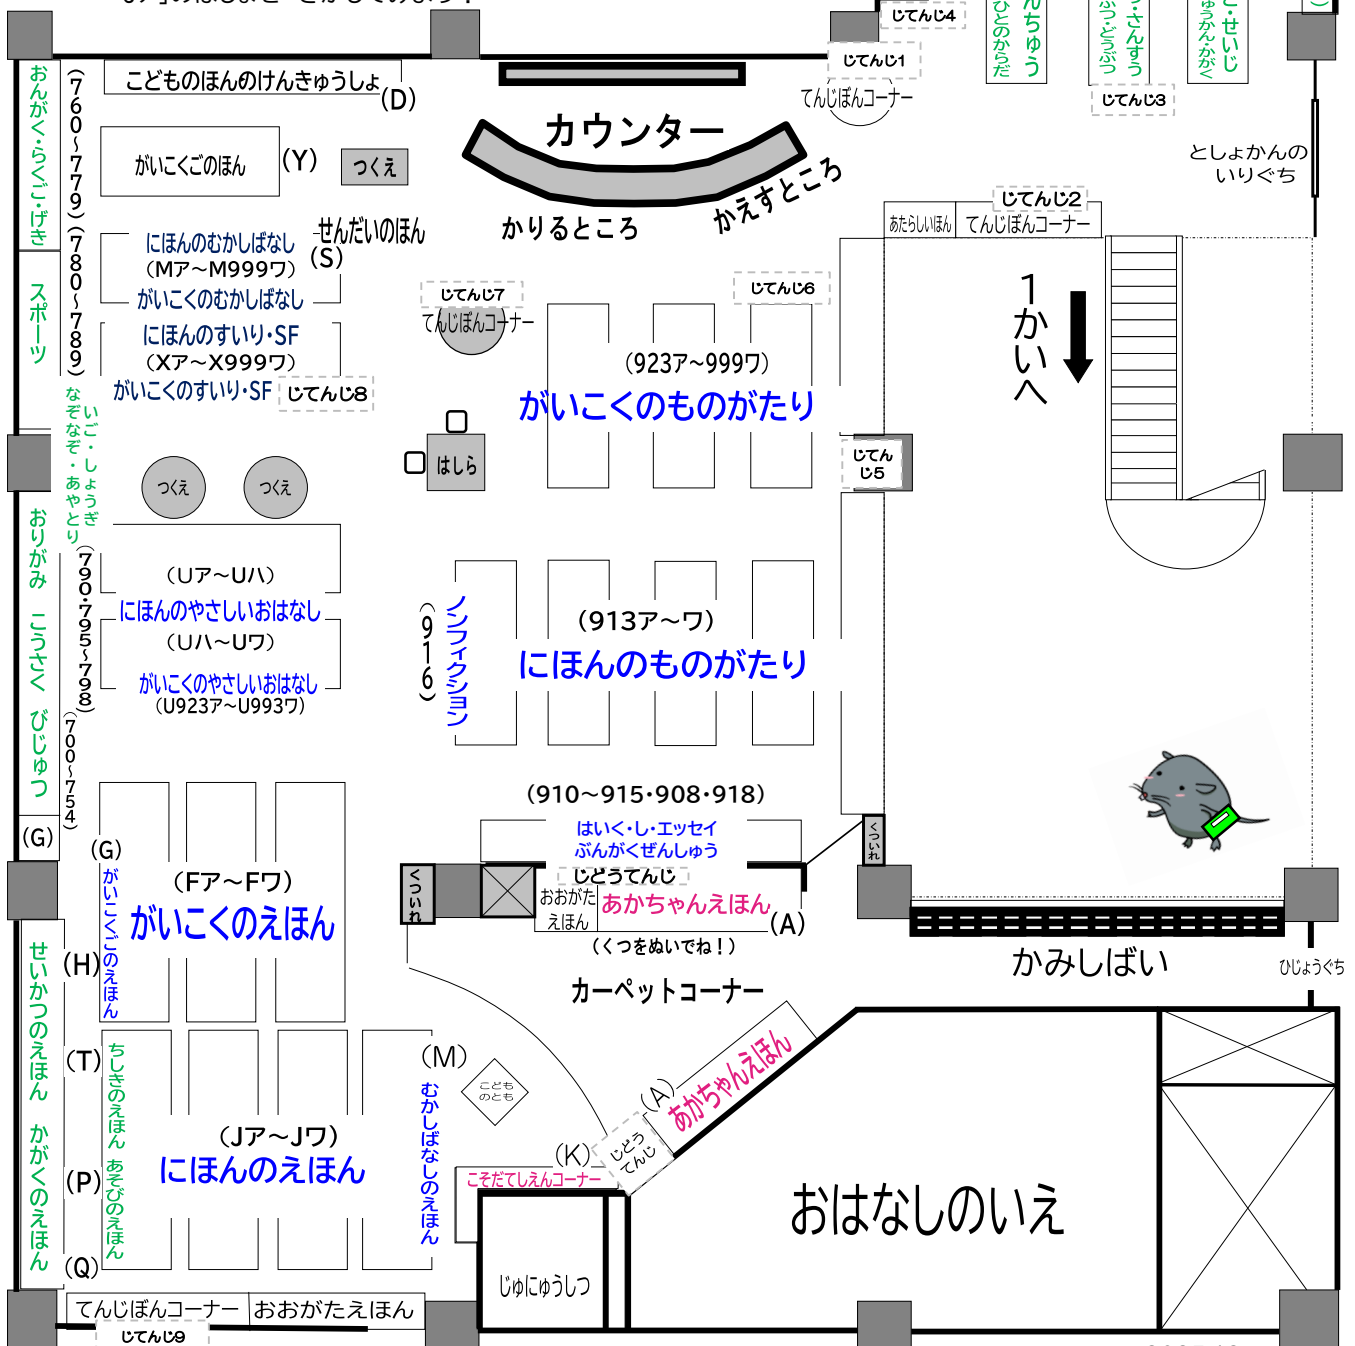 じてんじ4
んちゅう
ひとのからだ
・さんすう
ぶつ・どうぶつ
・せいじ
じてんじ1
てんじぼんコーナー
じてんじ3
としょかんの
いりぐち
こどものほんのけんきゅうしょ
(D)
おんがく・らくご・げき
(760～779)
カウンター
かりるところ
かえすところ
がいこくごのほん
(Y)
つくえ
じてんじ2
あたらしいほん
てんじぼんコーナー
せんだいのほん
(S)
にほんのむかしばなし
(Mア～M999ワ)
がいこくのむかしばなし
スポーツ
(780～789)
にほんのすいり・SF
(Xア～X999ワ)
がいこくのすいり・SF
じてんじ8
じてんじ7
てんじぼんコーナー
じてんじ6
(923ア～999ワ)
がいこくのものがたり
1かいへ
いご・しょうぎ
なぞなぞ・あやとり
つくえ
つくえ
はしら
じてん
じ5
おりがみ こうさく びじゅつ
(790・795～798)
(700～754)
(Uア～Uハ)
にほんのやさしいおはなし
(Uハ～Uワ)
がいこくのやさしいおはなし
(U923ア～U993ワ)
ノンフィクション
(916)
(913ア～ワ)
にほんのものがたり
(910～915・908・918)
はいく・し・エッセイ
ぶんがくぜんしゅう
くついれ
(G)
(G)
がいこくごのえほん
(Fア～Fワ)
がいこくのえほん
くついれ
じどうてんじ
おおがた
えほん
あかちゃんえほん
(A)
(くつをぬいでね！)
カーペットコーナー
かみしばい
ひじょうぐち
せいかつのえほん かがくのえほん
(H)
(T)
(P)
(Q)
ちしきのえほん あそびのえほん
(Jア～Jワ)
にほんのえほん
(M)
むかしばなしのえほん
こども
のとも
あかちゃんえほん
(A)
じどう
てんじ
(K)
こそだてしえんコーナー
じゅにゅうしつ
おはなしのいえ
てんじぼんコーナー
おおがたえほん
じてんじ9